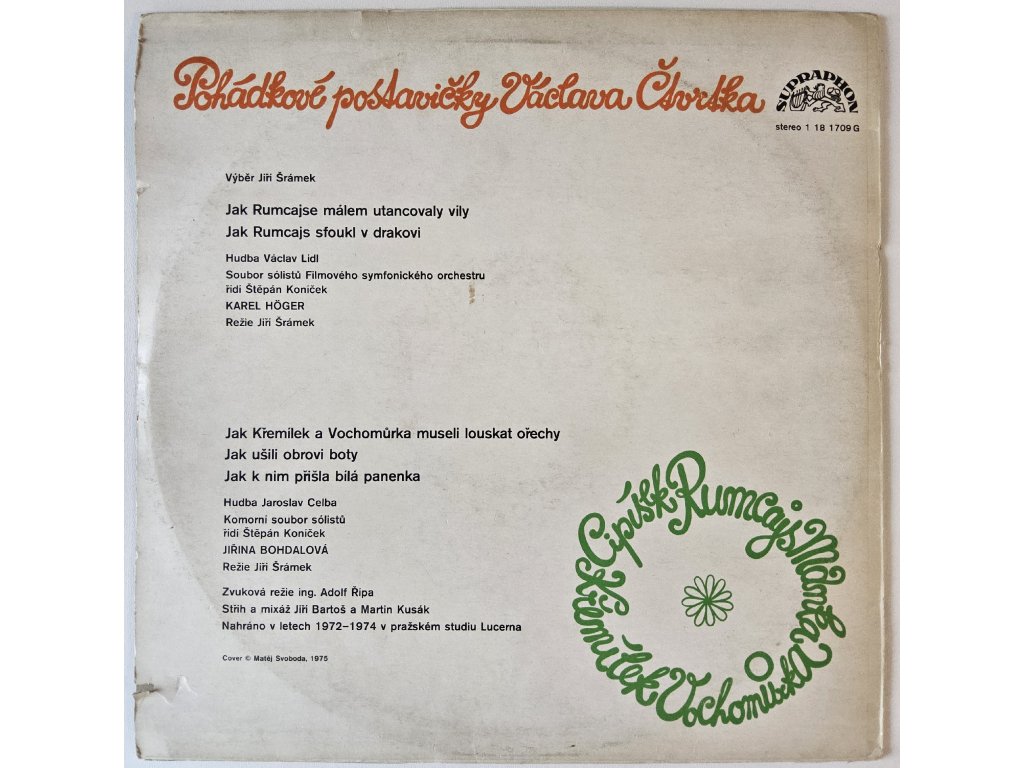 Pohádkové postavičky Václava Čtvrtka
SUPRAPHON
stereo 1 18 1709 G
Výběr Jiří Šrámek
Jak Rumcajse málem utancovaly víly
Jak Rumcajs sfoukl v drakovi
Hudba Václav Lidl
Soubor sólistů Filmového symfonického orchestru
řídí Štěpán Koníček
KAREL HÖGER
Režie Jiří Šrámek
Jak Křemílek a Vochomůrka museli louskat ořechy
Jak ušili obrovi boty
Jak k nim přišla bílá panenka
Hudba Jaroslav Celba
Komorní soubor sólistů
řídí Štěpán Koníček
JIŘINA BOHDALOVÁ
Režie Jiří Šrámek
Zvuková režie ing. Adolf Řípa
Střih a mixáž Jiří Bartoš a Martin Kusák
Nahráno v letech 1972–1974 v pražském studiu Lucerna
Cover © Matěj Svoboda, 1975
Cipísek Rumcajs Manka Vochomůrka Křemílek